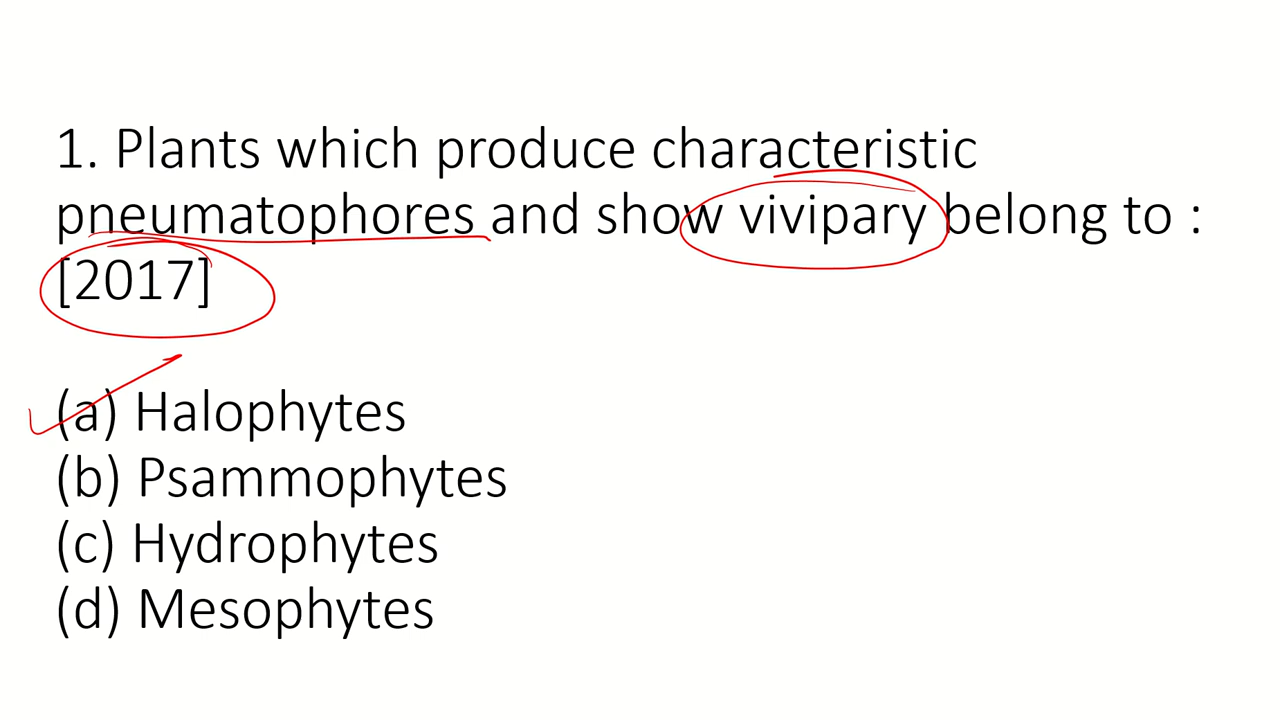 1. Plants which produce characteristic
pneumatophores and show vivipary belong to :
[2017]
(a) Halophytes
(b) Psammophytes
(c) Hydrophytes
(d) Mesophytes